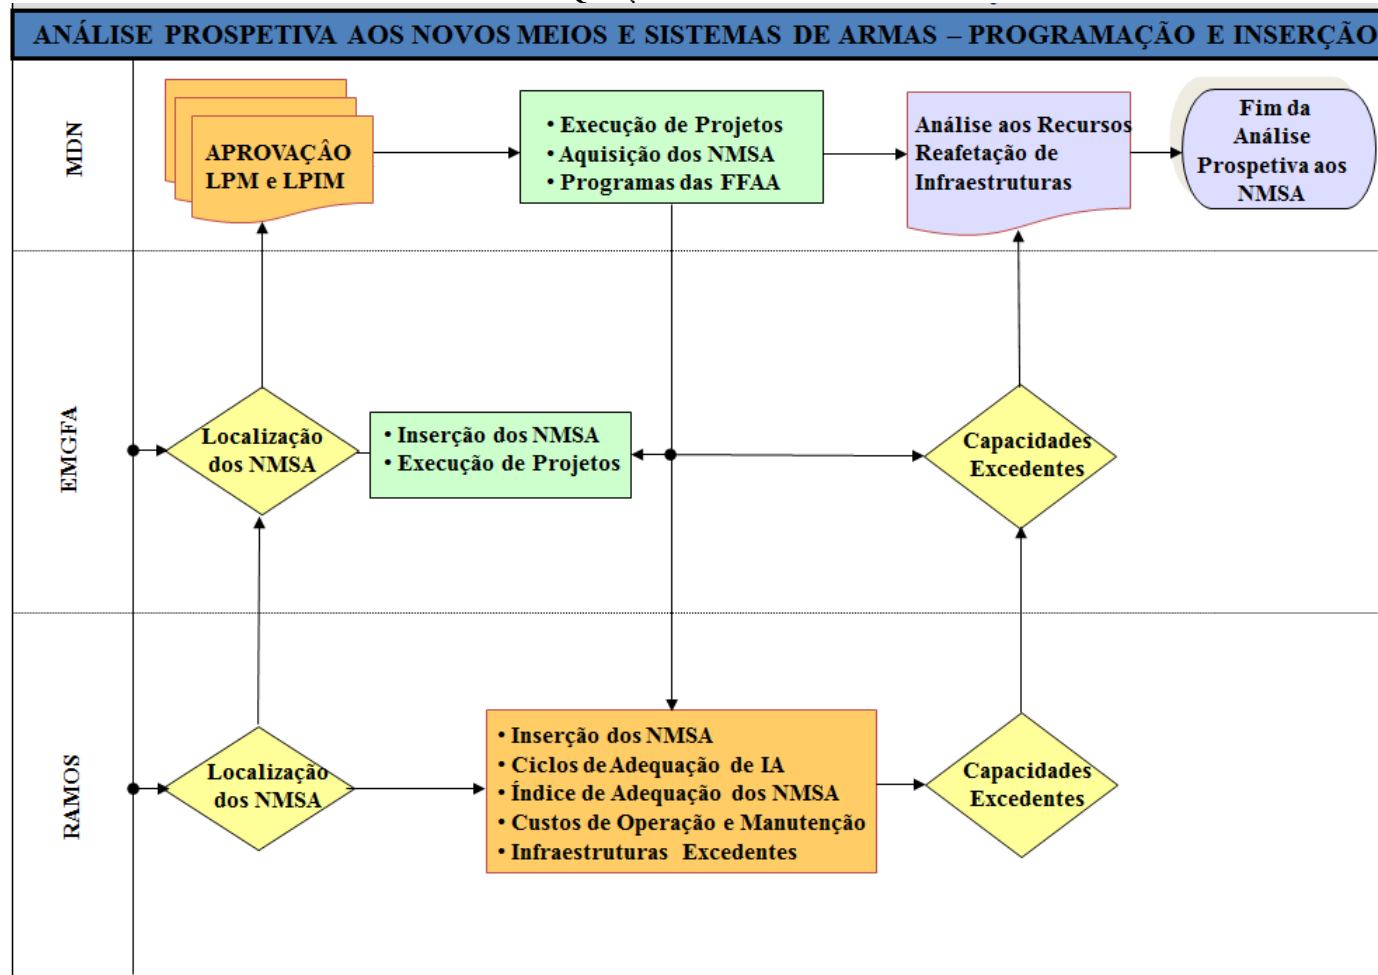 ANÁLISE PROSPETIVA AOS NOVOS MEIOS E SISTEMAS DE ARMAS – PROGRAMAÇÃO E INSERÇÃO
MDN
APROVAÇÂO
LPM e LPIM
• Execução de Projetos
• Aquisição dos NMSA
• Programas das FFAA
Análise aos Recursos
Reafetação de
Infraestruturas
Fim da
Análise
Prospetiva aos
NMSA
EMGFA
Localização
dos NMSA
• Inserção dos NMSA
• Execução de Projetos
Capacidades
Excedentes
RAMOS
Localização
dos NMSA
• Inserção dos NMSA
• Ciclos de Adequação de IA
• Índice de Adequação dos NMSA
• Custos de Operação e Manutenção
• Infraestruturas Excedentes
Capacidades
Excedentes